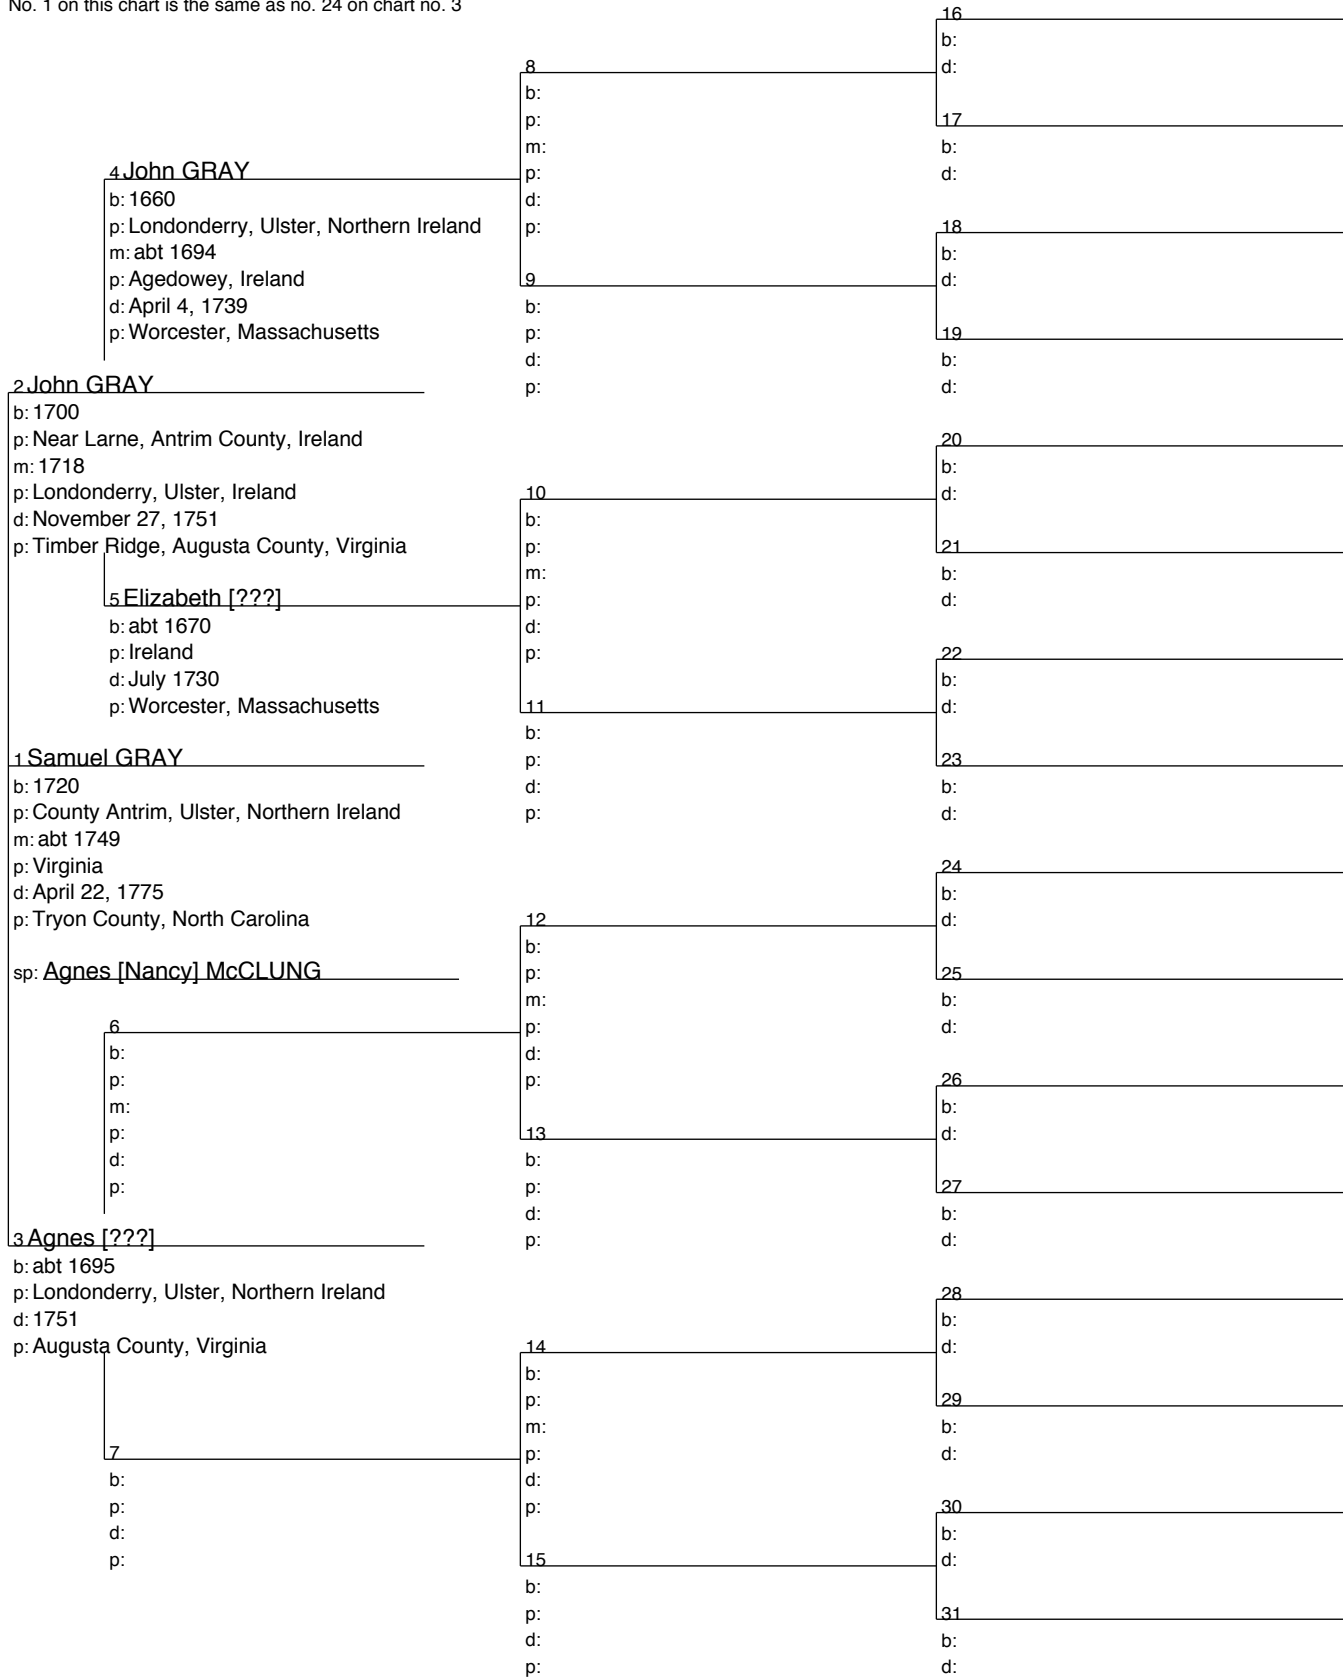 No. 1 on this chart is the same as no. 24 on chart no. 3
16
b:
d:
8
b:
p:
m:
p:
d:
p:
17
b:
d:
4 John GRAY
b: 1660
p: Londonderry, Ulster, Northern Ireland
m: abt 1694
p: Agedowey, Ireland
d: April 4, 1739
p: Worcester, Massachusetts
18
b:
d:
9
b:
p:
d:
p:
19
b:
d:
2 John GRAY
b: 1700
p: Near Larne, Antrim County, Ireland
m: 1718
p: Londonderry, Ulster, Ireland
d: November 27, 1751
p: Timber Ridge, Augusta County, Virginia
20
b:
d:
10
b:
p:
m:
p:
d:
p:
21
b:
d:
5 Elizabeth [???]
b: abt 1670
p: Ireland
d: July 1730
p: Worcester, Massachusetts
22
b:
d:
11
b:
p:
d:
p:
23
b:
d:
1 Samuel GRAY
b: 1720
p: County Antrim, Ulster, Northern Ireland
m: abt 1749
p: Virginia
d: April 22, 1775
p: Tryon County, North Carolina
sp: Agnes [Nancy] McCLUNG
24
b:
d:
12
b:
p:
m:
p:
d:
p:
25
b:
d:
6
b:
p:
m:
p:
d:
p:
26
b:
d:
13
b:
p:
d:
p:
27
b:
d:
3 Agnes [???]
b: abt 1695
p: Londonderry, Ulster, Northern Ireland
d: 1751
p: Augusta County, Virginia
28
b:
d:
14
b:
p:
m:
p:
d:
p:
29
b:
d:
7
b:
p:
d:
p:
30
b:
d:
15
b:
p:
d:
p:
31
b:
d: